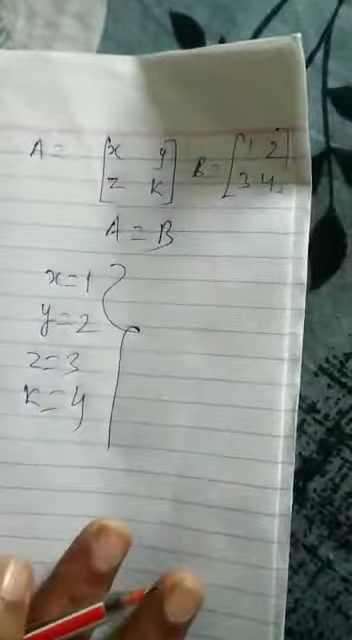 A = [x y] B = [1 2]
[z k] [3 4]
A = B
x=1
y=2
z=3
k=4